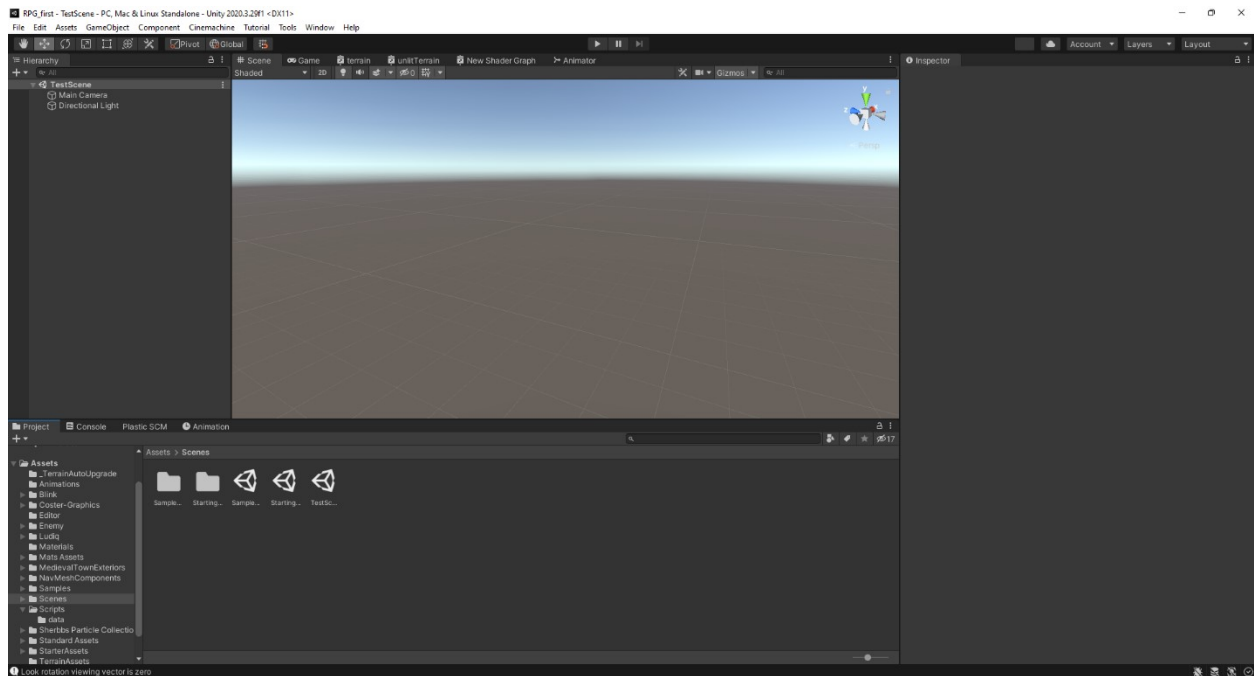 RPG_first - TestScene - PC, Mac & Linux Standalone - Unity 2020.3.29f1 <DX11>
File Edit Assets GameObject Component Cinemachine Tutorial Tools Window Help
Pivot Global
Account Layers Layout
Hierarchy
Scene Game terrain unlitTerrain New Shader Graph Animator
Inspector
All
Shaded 2D 0 Gizmos All
TestScene
Main Camera
Directional Light
y
z
Persp
Project Console Plastic SCM Animation
17
Assets > Scenes
Assets
_TerrainAutoUpgrade
Animations
Blink
Coster-Graphics
Editor
Enemy
Ludiq
Materials
Mats Assets
MedievalTownExteriors
NavMeshComponents
Samples
Scenes
Scripts
data
Sherbbs Particle Collectio
Standard Assets
StarterAssets
TerrainAssets
Sample... Starting... Sample... Starting... TestSc...
Look rotation viewing vector is zero